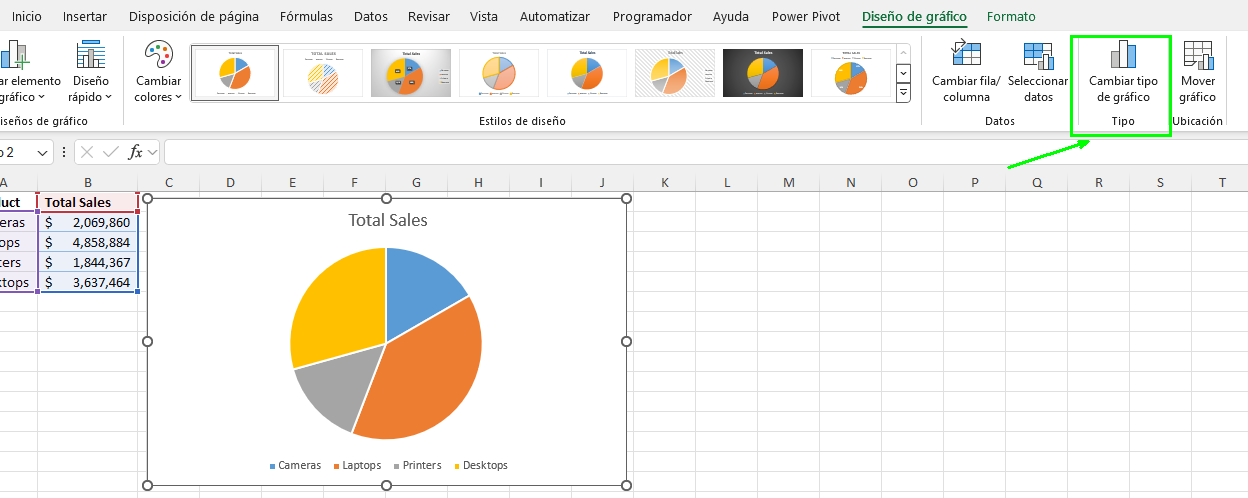 Inicio Insertar Disposición de página Fórmulas Datos Revisar Vista Automatizar Programador Ayuda Power Pivot Diseño de gráfico Formato
ar elemento
gráfico
Diseño
rápido
Cambiar
colores
Cambiar fila/
columna
Seleccionar
datos
Cambiar tipo
de gráfico
Mover
gráfico
iseños de gráfico Estilos de diseño Datos Tipo Ubicación
o 2 fx
A B C D E F G H I J K L M N O P Q R S T
uct Total Sales
eras $ 2,069,860
ops $ 4,858,884
ters $ 1,844,367
ktops $ 3,637,464
Total Sales
Cameras Laptops Printers Desktops